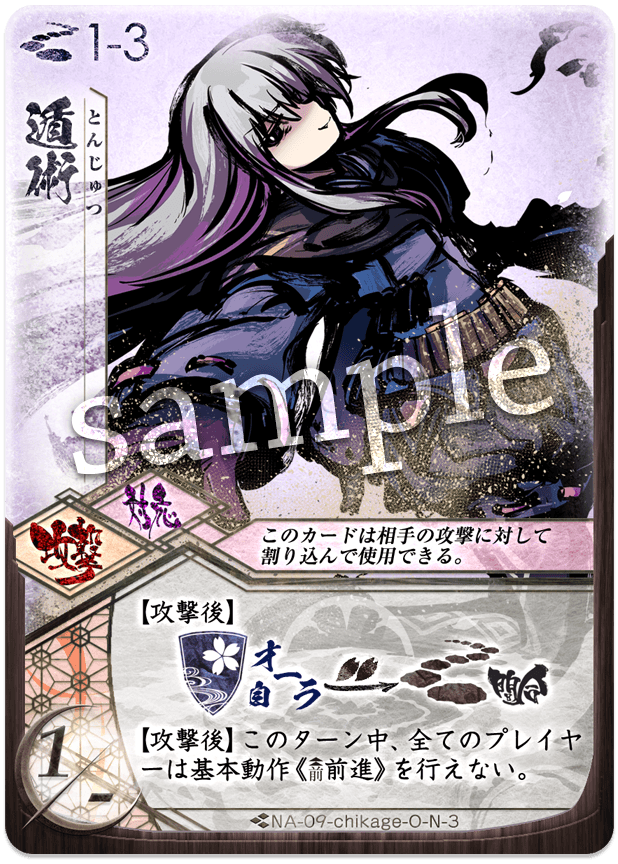 1-3
遁術
とんじゅつ
sample
攻撃
対応
このカードは相手の攻撃に対して
割り込んで使用できる。
【攻撃後】
自オーラ
間合
【攻撃後】このターン中、全てのプレイヤ
ーは基本動作《前進》を行えない。
1/-
NA-09-chikage-O-N-3